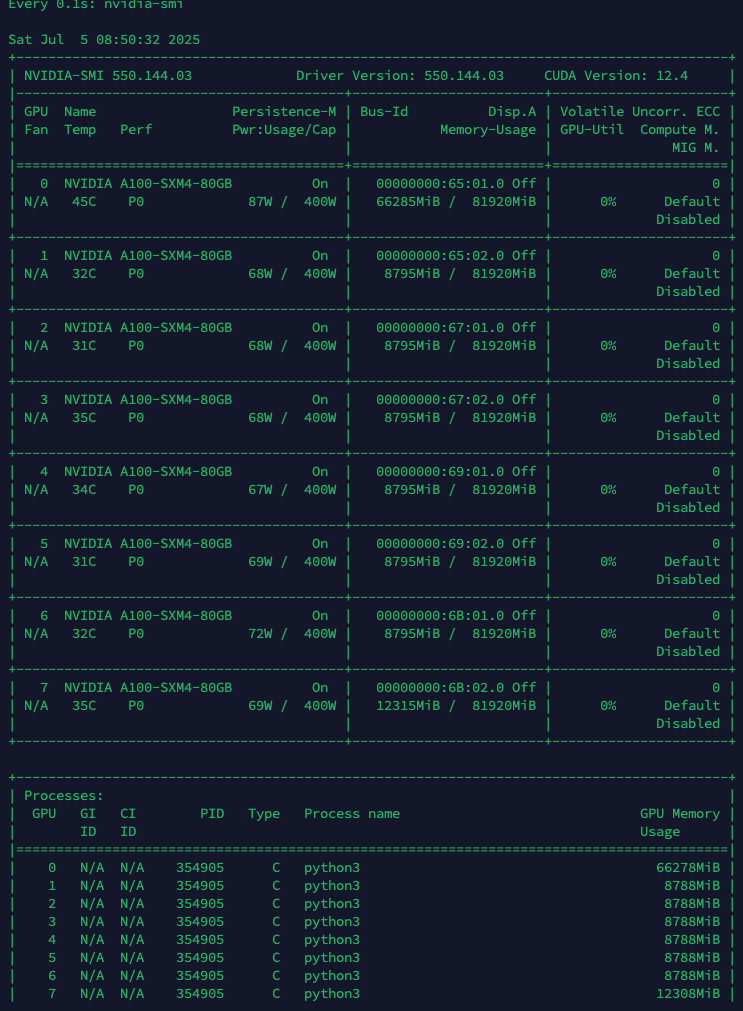 Every 0.1s: nvidia-smi
Sat Jul  5 08:50:32 2025
+-----------------------------------------------------------------------------------------+
| NVIDIA-SMI 550.144.03             Driver Version: 550.144.03     CUDA Version: 12.4     |
|-----------------------------------------+------------------------+----------------------+
| GPU  Name                 Persistence-M | Bus-Id          Disp.A | Volatile Uncorr. ECC |
| Fan  Temp   Perf          Pwr:Usage/Cap |           Memory-Usage | GPU-Util  Compute M. |
|                                         |                        |               MIG M. |
|=========================================+========================+======================|
|   0  NVIDIA A100-SXM4-80GB          On  |   00000000:65:01.0 Off |                    0 |
| N/A   45C    P0             87W /  400W |   66285MiB /  81920MiB |      0%      Default |
|                                         |                        |             Disabled |
+-----------------------------------------+------------------------+----------------------+
|   1  NVIDIA A100-SXM4-80GB          On  |   00000000:65:02.0 Off |                    0 |
| N/A   32C    P0             68W /  400W |    8795MiB /  81920MiB |      0%      Default |
|                                         |                        |             Disabled |
+-----------------------------------------+------------------------+----------------------+
|   2  NVIDIA A100-SXM4-80GB          On  |   00000000:67:01.0 Off |                    0 |
| N/A   31C    P0             68W /  400W |    8795MiB /  81920MiB |      0%      Default |
|                                         |                        |             Disabled |
+-----------------------------------------+------------------------+----------------------+
|   3  NVIDIA A100-SXM4-80GB          On  |   00000000:67:02.0 Off |                    0 |
| N/A   35C    P0             68W /  400W |    8795MiB /  81920MiB |      0%      Default |
|                                         |                        |             Disabled |
+-----------------------------------------+------------------------+----------------------+
|   4  NVIDIA A100-SXM4-80GB          On  |   00000000:69:01.0 Off |                    0 |
| N/A   34C    P0             67W /  400W |    8795MiB /  81920MiB |      0%      Default |
|                                         |                        |             Disabled |
+-----------------------------------------+------------------------+----------------------+
|   5  NVIDIA A100-SXM4-80GB          On  |   00000000:69:02.0 Off |                    0 |
| N/A   31C    P0             69W /  400W |    8795MiB /  81920MiB |      0%      Default |
|                                         |                        |             Disabled |
+-----------------------------------------+------------------------+----------------------+
|   6  NVIDIA A100-SXM4-80GB          On  |   00000000:6B:01.0 Off |                    0 |
| N/A   32C    P0             72W /  400W |    8795MiB /  81920MiB |      0%      Default |
|                                         |                        |             Disabled |
+-----------------------------------------+------------------------+----------------------+
|   7  NVIDIA A100-SXM4-80GB          On  |   00000000:6B:02.0 Off |                    0 |
| N/A   35C    P0             69W /  400W |   12315MiB /  81920MiB |      0%      Default |
|                                         |                        |             Disabled |
+-----------------------------------------+------------------------+----------------------+
+-----------------------------------------------------------------------------------------+
| Processes:                                                                              |
|  GPU   GI   CI        PID   Type   Process name                              GPU Memory |
|        ID   ID                                                               Usage      |
|=========================================================================================|
|    0   N/A  N/A    354905      C   python3                                     66278MiB |
|    1   N/A  N/A    354905      C   python3                                      8788MiB |
|    2   N/A  N/A    354905      C   python3                                      8788MiB |
|    3   N/A  N/A    354905      C   python3                                      8788MiB |
|    4   N/A  N/A    354905      C   python3                                      8788MiB |
|    5   N/A  N/A    354905      C   python3                                      8788MiB |
|    6   N/A  N/A    354905      C   python3                                      8788MiB |
|    7   N/A  N/A    354905      C   python3                                     12308MiB |